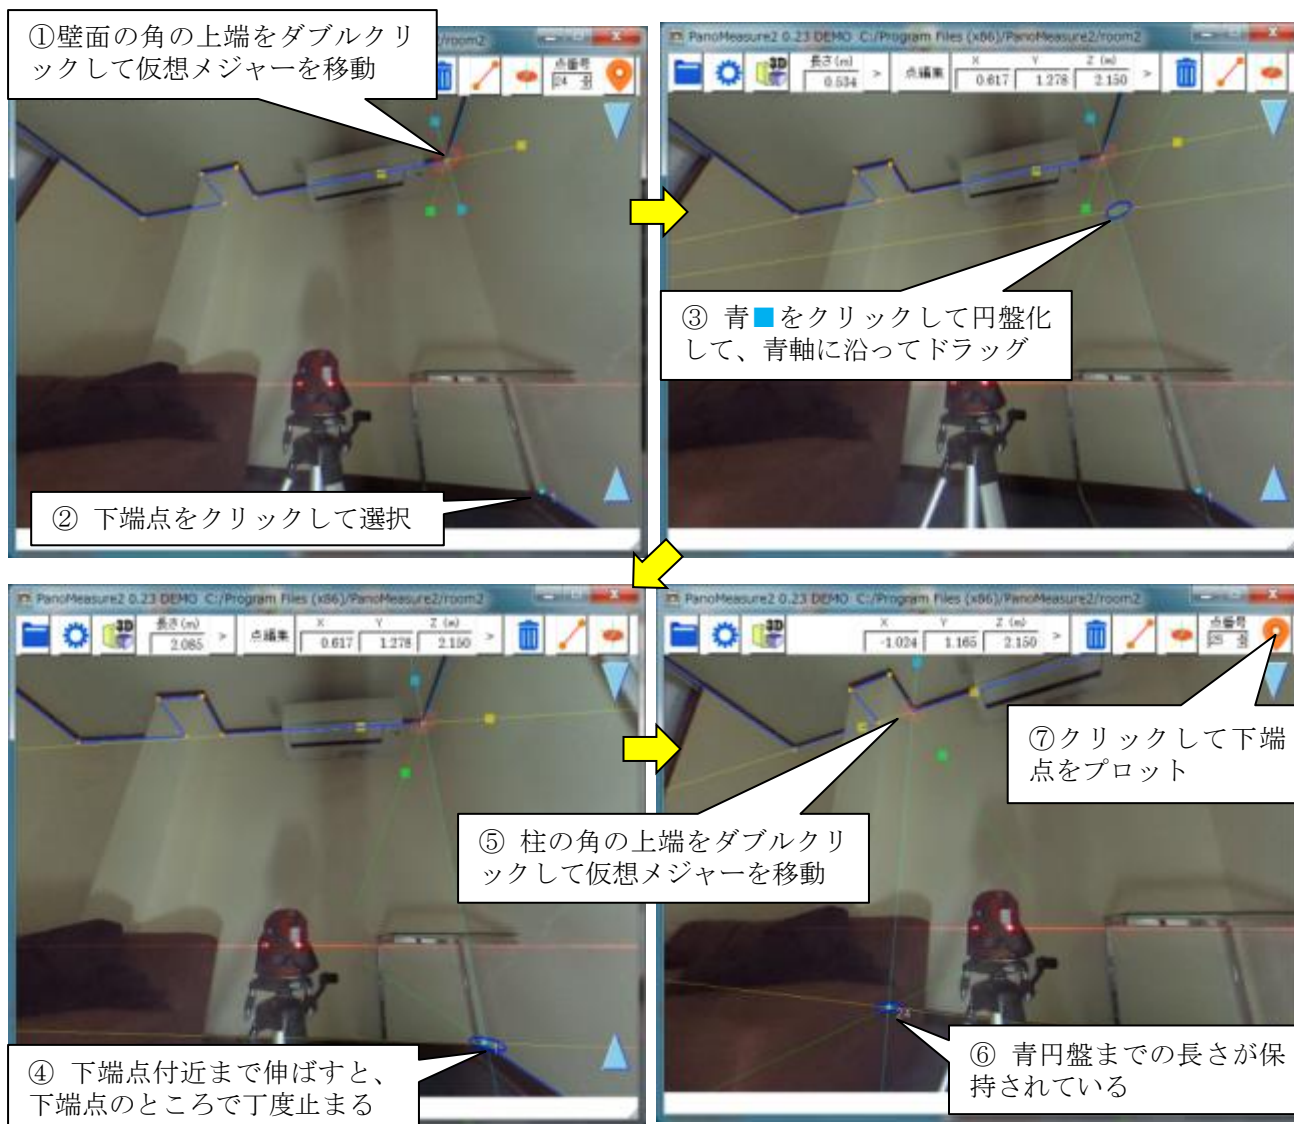 ①壁面の角の上端をダブルクリ
ックして仮想メジャーを移動
/room2
点番号
24
② 下端点をクリックして選択
PanoMeasure2 0.23 DEMO C:/Program Files (x86)/PanoMeasure2/room2
3D
長さ(m)
0.534
>
点編集
X
0.617
Y
1.278
Z (m)
2.150
>
③ 青■をクリックして円盤化
して、青軸に沿ってドラッグ
PanoMeasure2 0.23 DEMO C:/Program Files (x86)/PanoMeasure2/room2
3D
長さ(m)
2.085
>
点編集
X
0.617
Y
1.278
Z (m)
2.150
>
④ 下端点付近まで伸ばすと、
下端点のところで丁度止まる
PanoMeasure2 0.23 DEMO C:/Program Files (x86)/PanoMeasure2/room2
3D
X
-1.024
Y
1.165
Z (m)
2.150
>
点番号
25
⑦クリックして下端
点をプロット
⑤ 柱の角の上端をダブルクリ
ックして仮想メジャーを移動
⑥ 青円盤までの長さが保
持されている